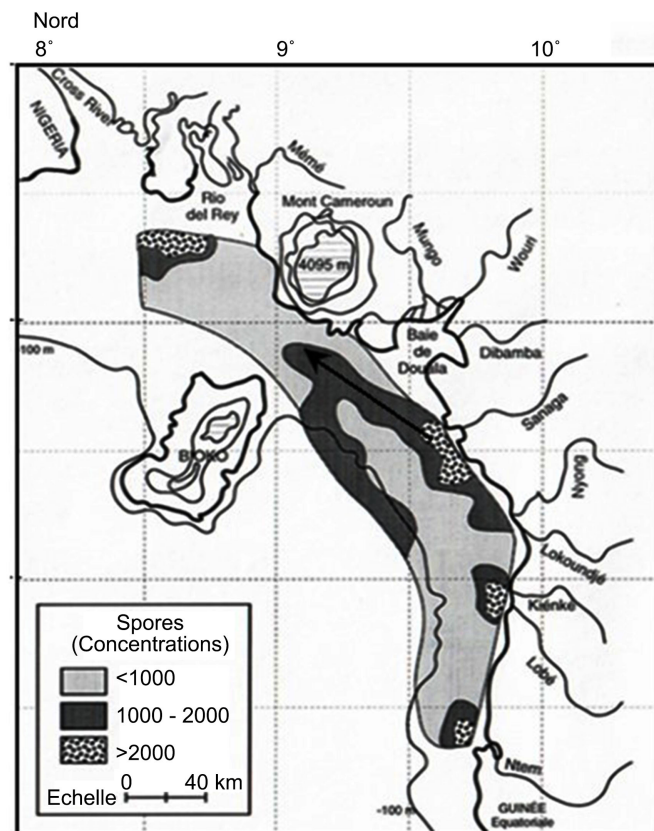 Nord
8° 9° 10°
Cross River
NIGERIA
Rio
del Rey
Mémé
Mont Cameroun
4095 m
Mungo
Wouri
Baie
de
Douala
Dibamba
100 m
Sanaga
BIOKO
Nyong
Lokoundjé
Kiénké
Lobé
Spores
(Concentrations)
<1000
1000 - 2000
>2000
0 40 km
Echelle
Ntem
-100 m
GUINÉE
Equatoriale